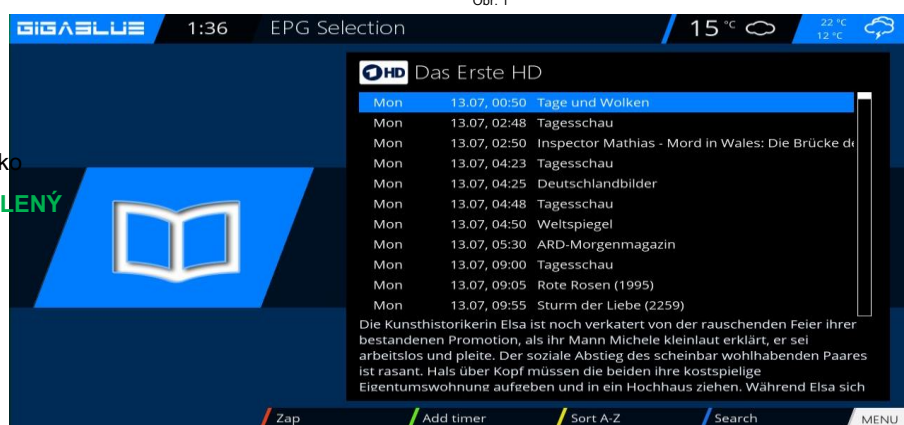 Obr. 1
GIGABLUE 1:36 EPG Selection 15 °C 22 °C
12 °C
1 HD Das Erste HD
Mon 13.07, 00:50 Tage und Wolken
Mon 13.07, 02:48 Tagesschau
Mon 13.07, 02:50 Inspector Mathias - Mord in Wales: Die Brücke de
ko
Mon 13.07, 04:23 Tagesschau
Mon 13.07, 04:25 Deutschlandbilder
LENÝ
Mon 13.07, 04:48 Tagesschau
Mon 13.07, 04:50 Weltspiegel
Mon 13.07, 05:30 ARD-Morgenmagazin
Mon 13.07, 09:00 Tagesschau
Mon 13.07, 09:05 Rote Rosen (1995)
Mon 13.07, 09:55 Sturm der Liebe (2259)
Die Kunsthistorikerin Elsa ist noch verkatert von der rauschenden Feier ihrer
bestandenen Promotion, als ihr Mann Michele kleinlaut erklärt, er sei
arbeitslos und pleite. Der soziale Abstieg des scheinbar wohlhabenden Paares
ist rasant. Hals über Kopf müssen die beiden ihre kostspielige
Eigentumswohnung aufgeben und in ein Hochhaus ziehen. Während Elsa sich
Zap Add timer Sort A-Z Search MENU